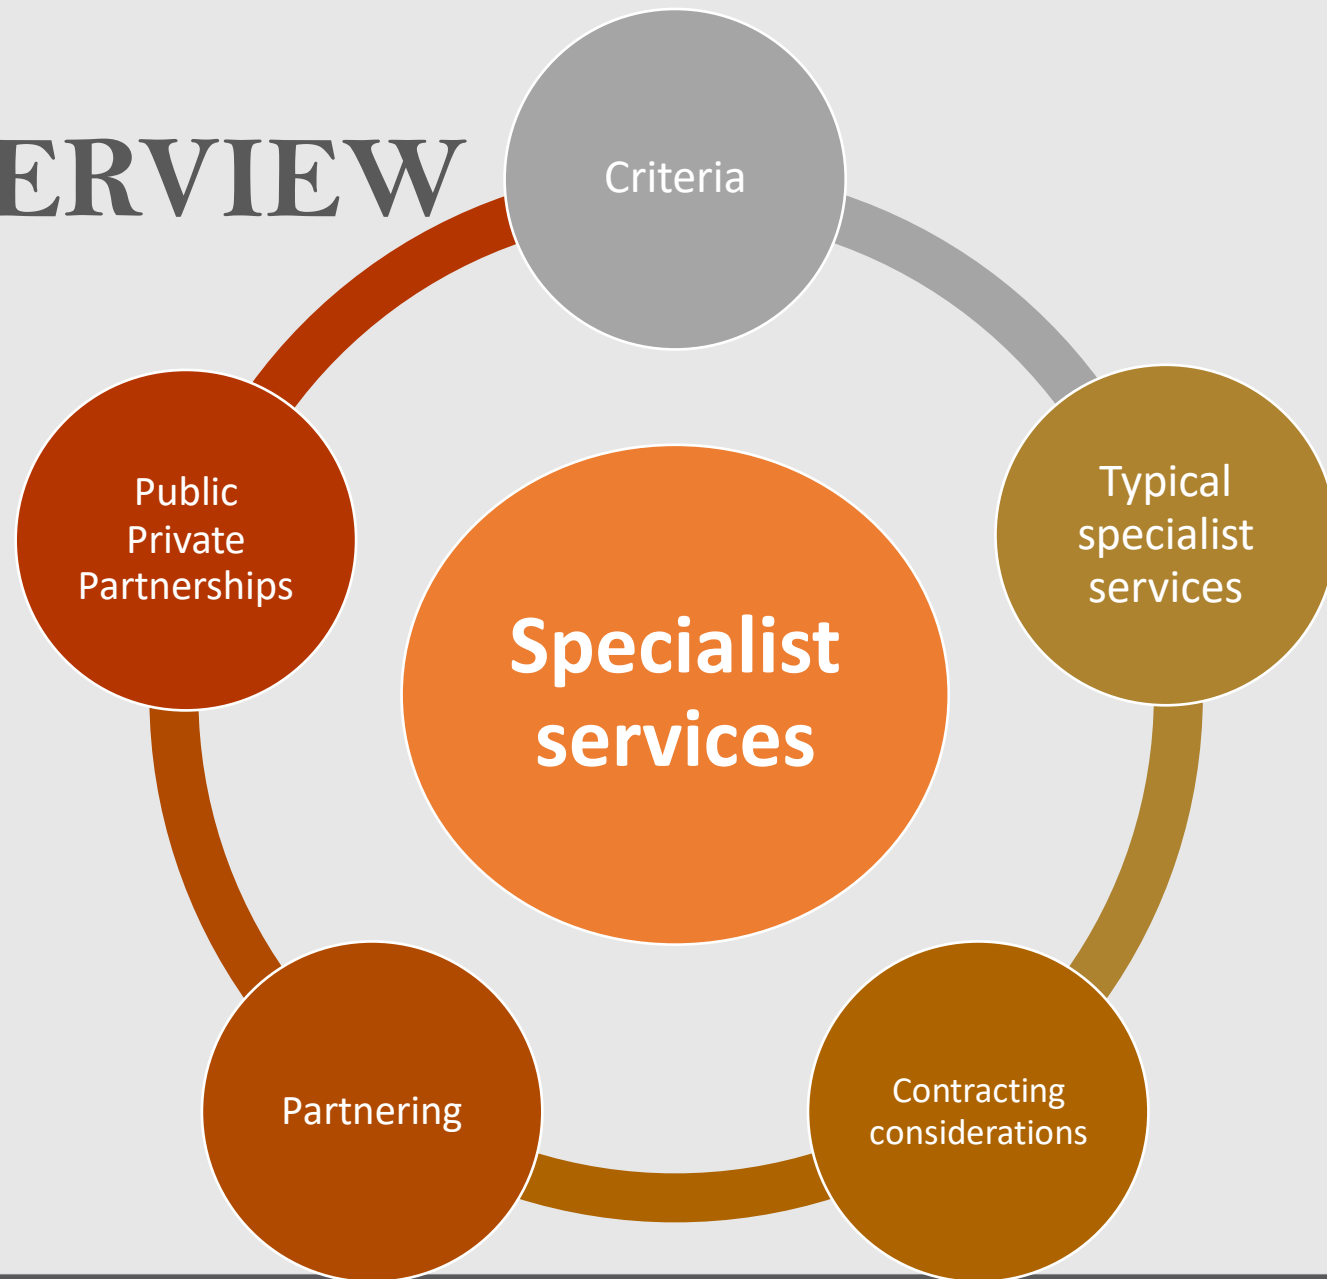 ERVIEW
Criteria
Typical
specialist
services
Contracting
considerations
Partnering
Public
Private
Partnerships
Specialist
services